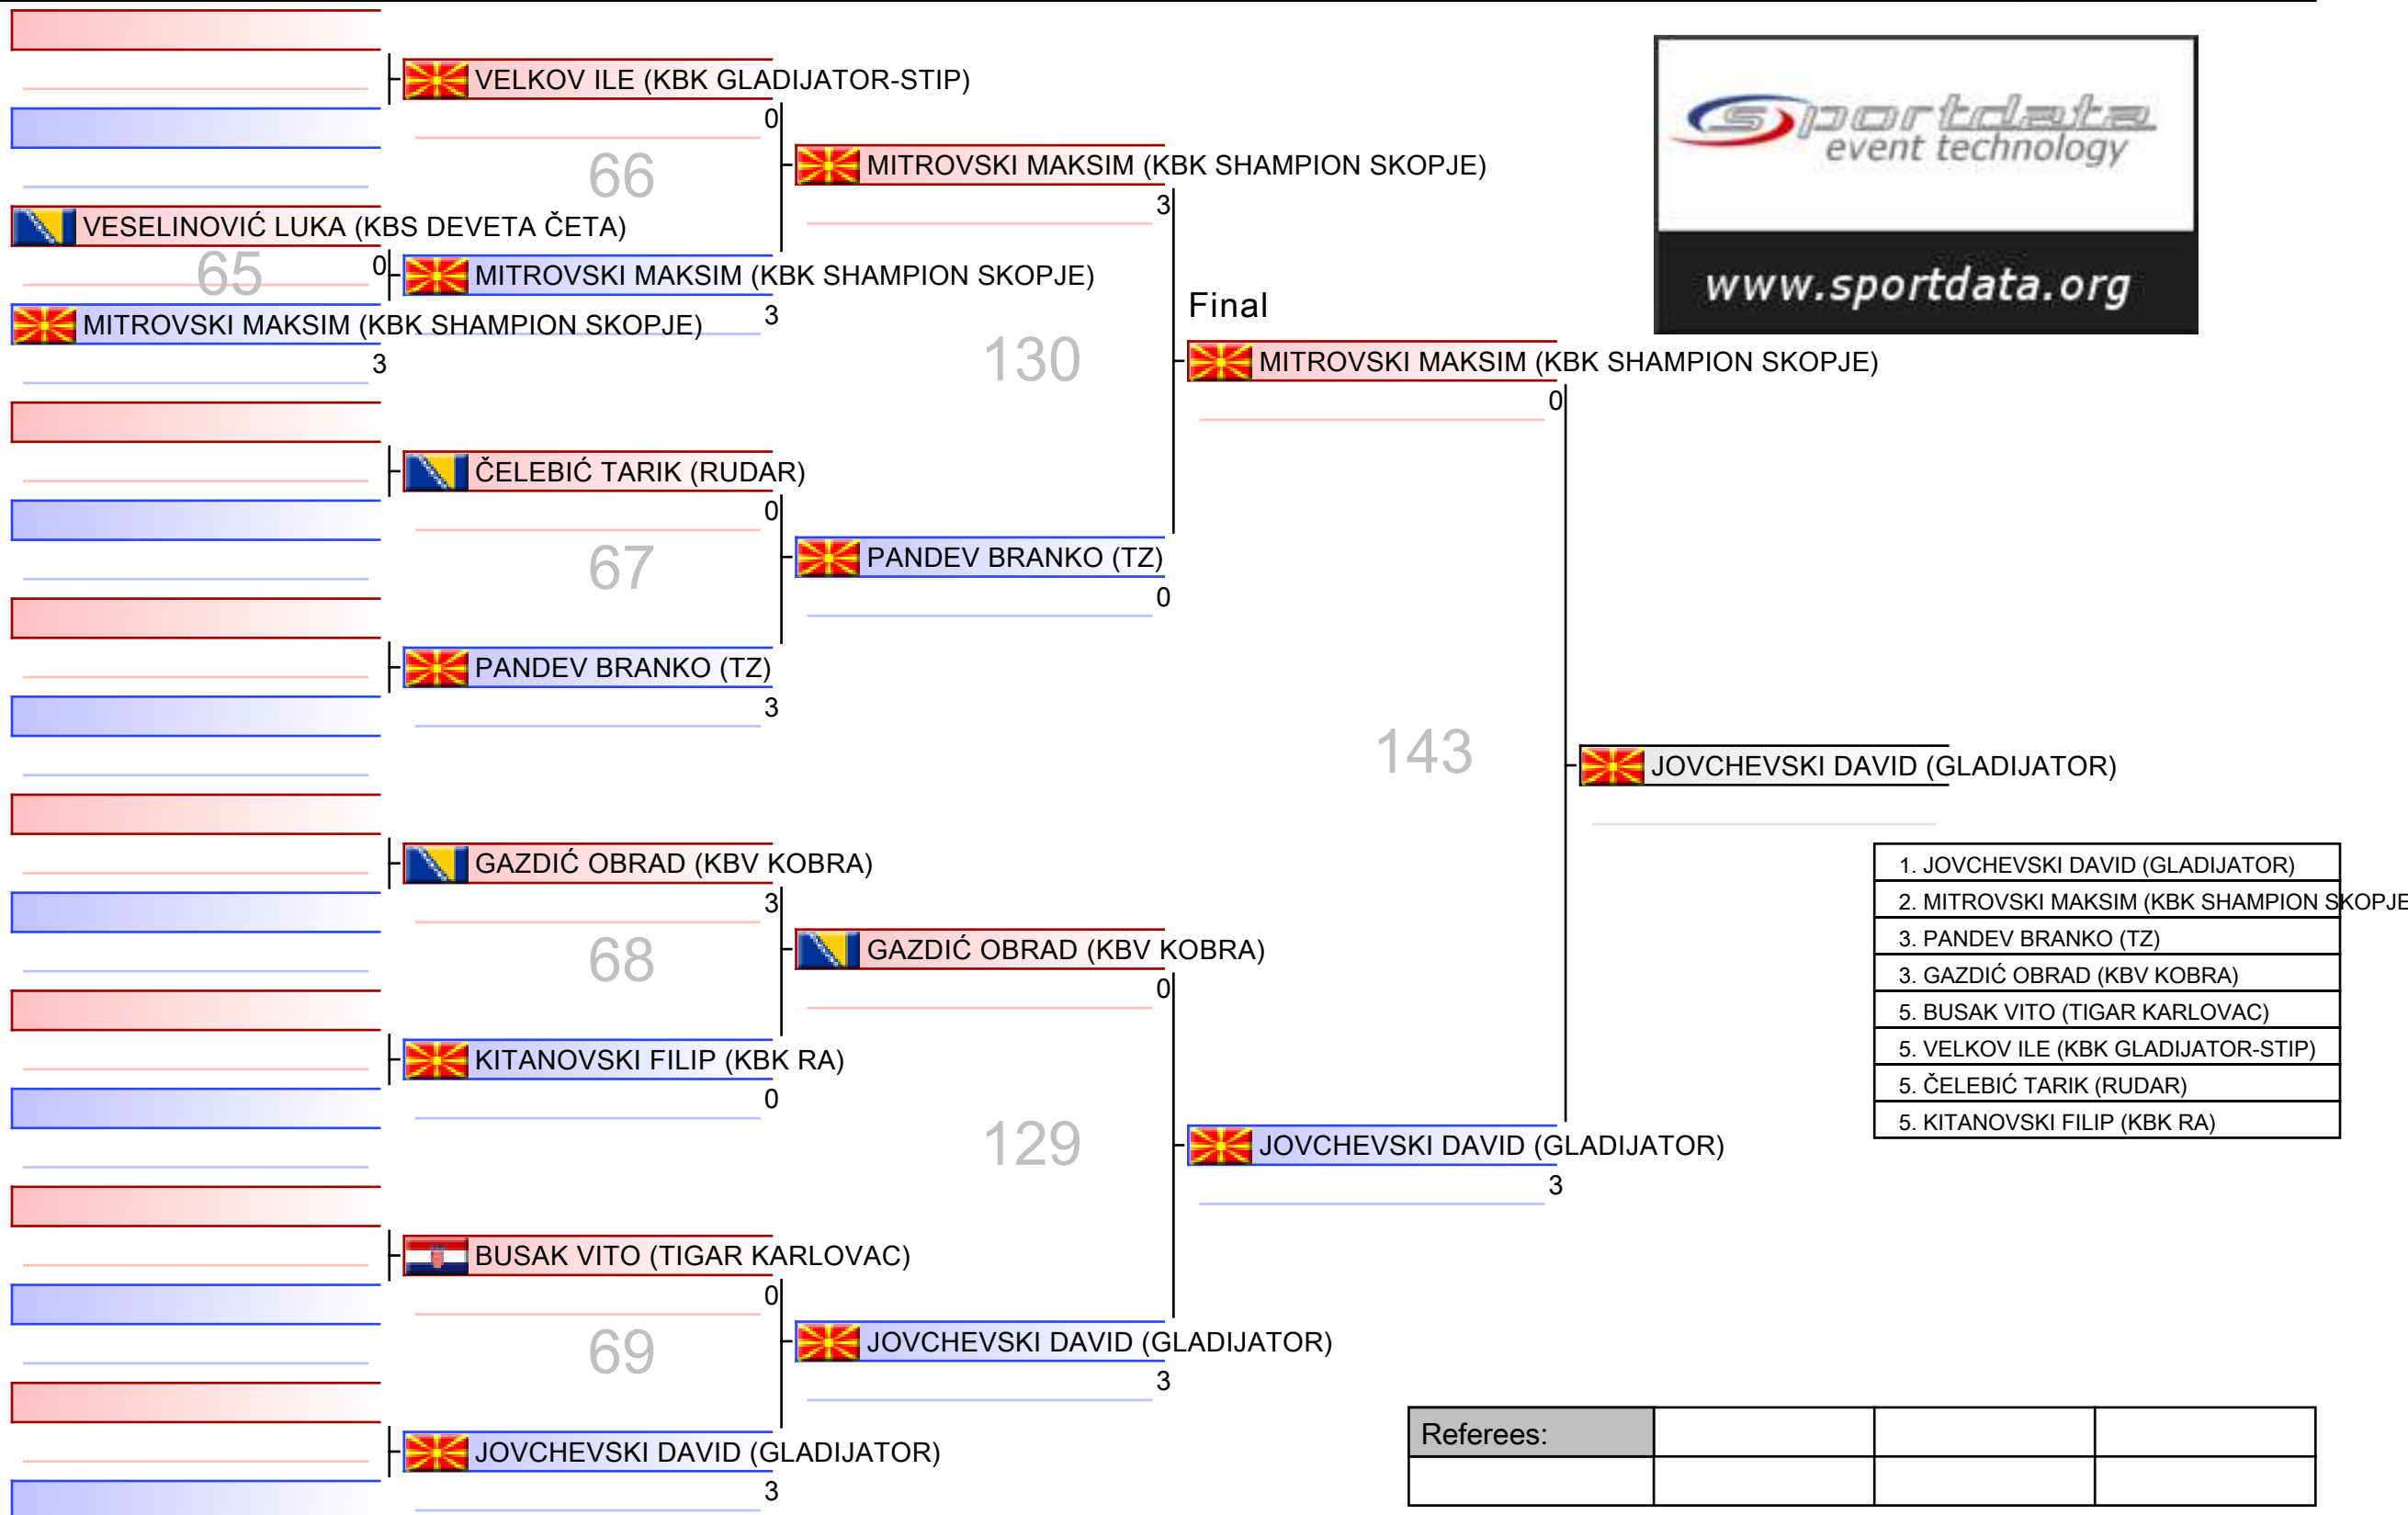 VELKOV ILE (KBK GLADIJATOR-STIP)
0
66
MITROVSKI MAKSIM (KBK SHAMPION SKOPJE)
3
VESELINOVIĆ LUKA (KBS DEVETA ČETA)
65
0
MITROVSKI MAKSIM (KBK SHAMPION SKOPJE)
3
MITROVSKI MAKSIM (KBK SHAMPION SKOPJE)
3
130
Final
MITROVSKI MAKSIM (KBK SHAMPION SKOPJE)
0
sportdata
event technology
www.sportdata.org
ČELEBIĆ TARIK (RUDAR)
0
67
PANDEV BRANKO (TZ)
0
PANDEV BRANKO (TZ)
3
143
JOVCHEVSKI DAVID (GLADIJATOR)
GAZDIĆ OBRAD (KBV KOBRA)
3
68
GAZDIĆ OBRAD (KBV KOBRA)
0
KITANOVSKI FILIP (KBK RA)
0
129
JOVCHEVSKI DAVID (GLADIJATOR)
3
BUSAK VITO (TIGAR KARLOVAC)
0
69
JOVCHEVSKI DAVID (GLADIJATOR)
3
JOVCHEVSKI DAVID (GLADIJATOR)
3
1. JOVCHEVSKI DAVID (GLADIJATOR)
2. MITROVSKI MAKSIM (KBK SHAMPION SKOPJE
3. PANDEV BRANKO (TZ)
3. GAZDIĆ OBRAD (KBV KOBRA)
5. BUSAK VITO (TIGAR KARLOVAC)
5. VELKOV ILE (KBK GLADIJATOR-STIP)
5. ČELEBIĆ TARIK (RUDAR)
5. KITANOVSKI FILIP (KBK RA)
Referees: